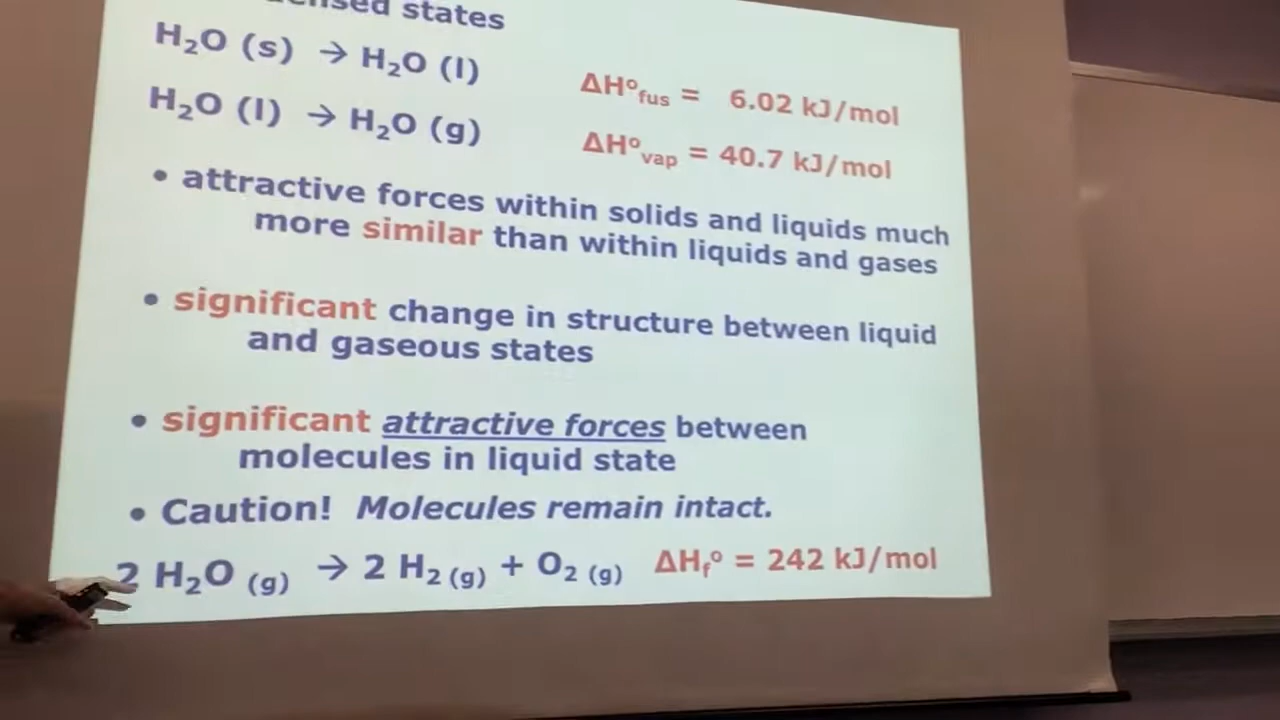 states
H₂O (s) → H₂O (l) ΔH°fus = 6.02 kJ/mol
H₂O (l) → H₂O (g) ΔH°vap = 40.7 kJ/mol
• attractive forces within solids and liquids much
more similar than within liquids and gases
• significant change in structure between liquid
and gaseous states
• significant attractive forces between
molecules in liquid state
• Caution! Molecules remain intact.
2 H₂O (g) → 2 H₂ (g) + O₂ (g) ΔHf° = 242 kJ/mol